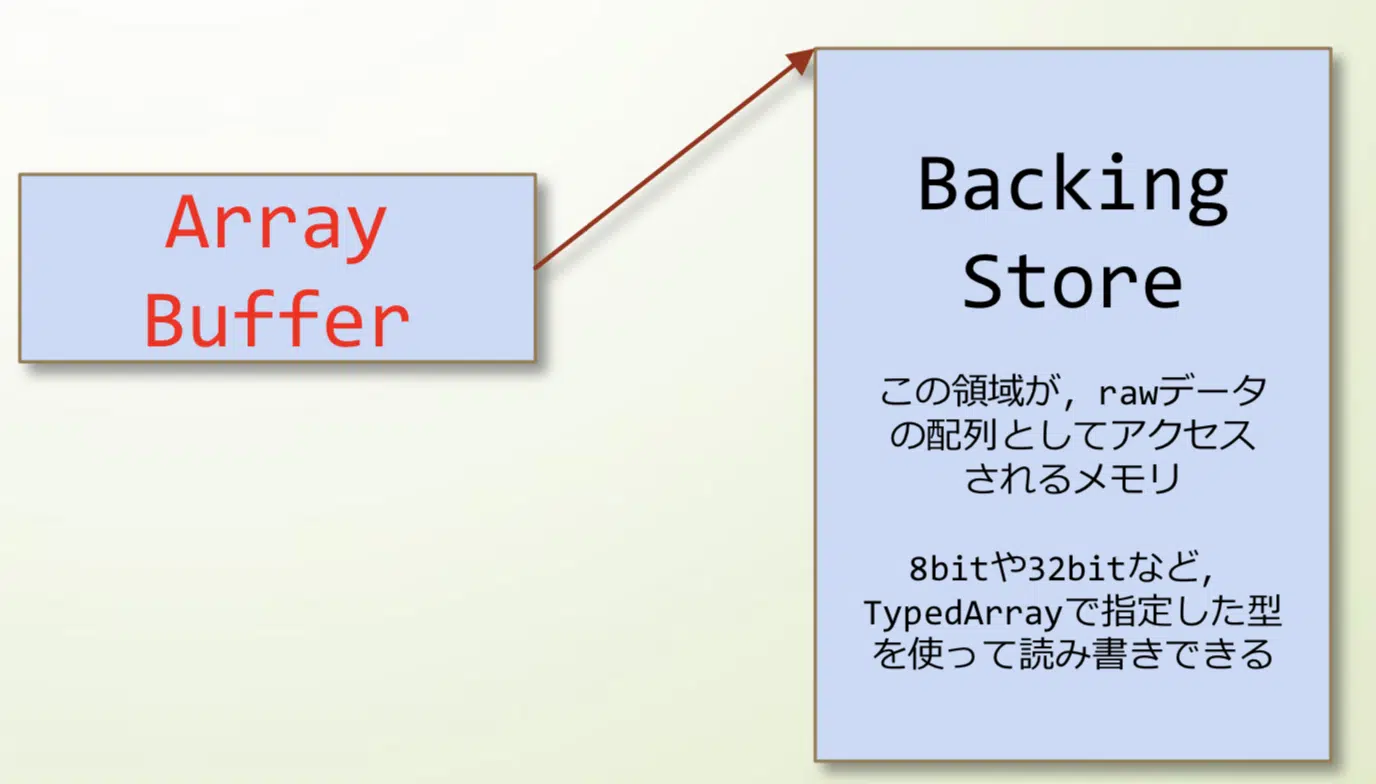 Array
Buffer
Backing
Store
この領域が，rawデータ
の配列としてアクセス
されるメモリ
8bitや32bitなど，
TypedArrayで指定した型
を使って読み書きできる